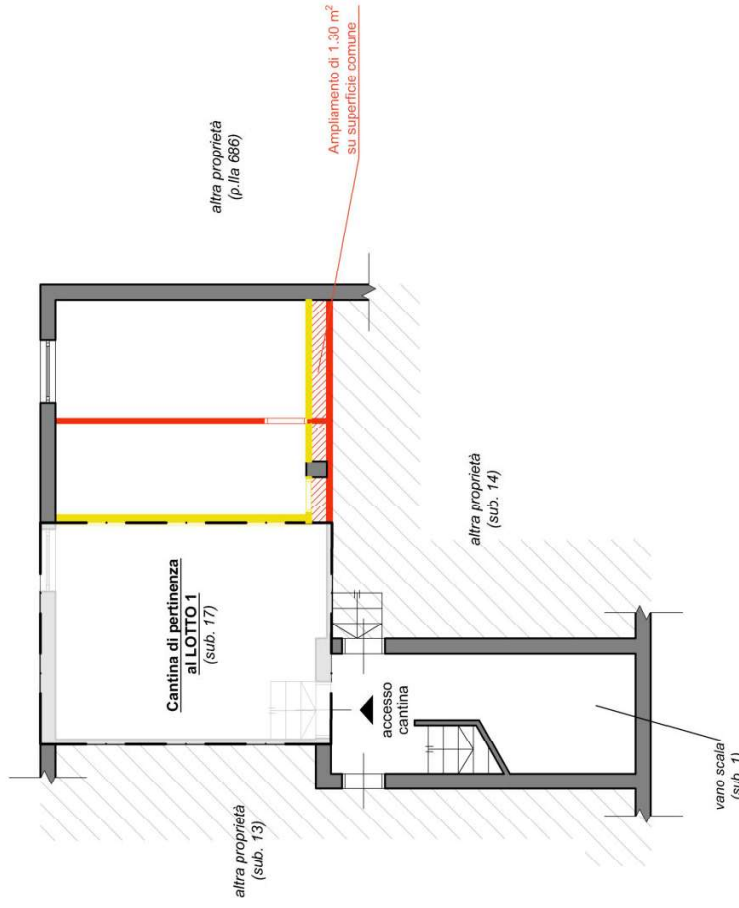 Ampliamento di 1.30 m²
su superficie comune
altra proprietà
(p.lla 686)
Cantina di pertinenza
al LOTTO 1
(sub. 17)
altra proprietà
(sub. 14)
accesso
cantina
altra proprietà
(sub. 13)
vano scala
(sub. 1)